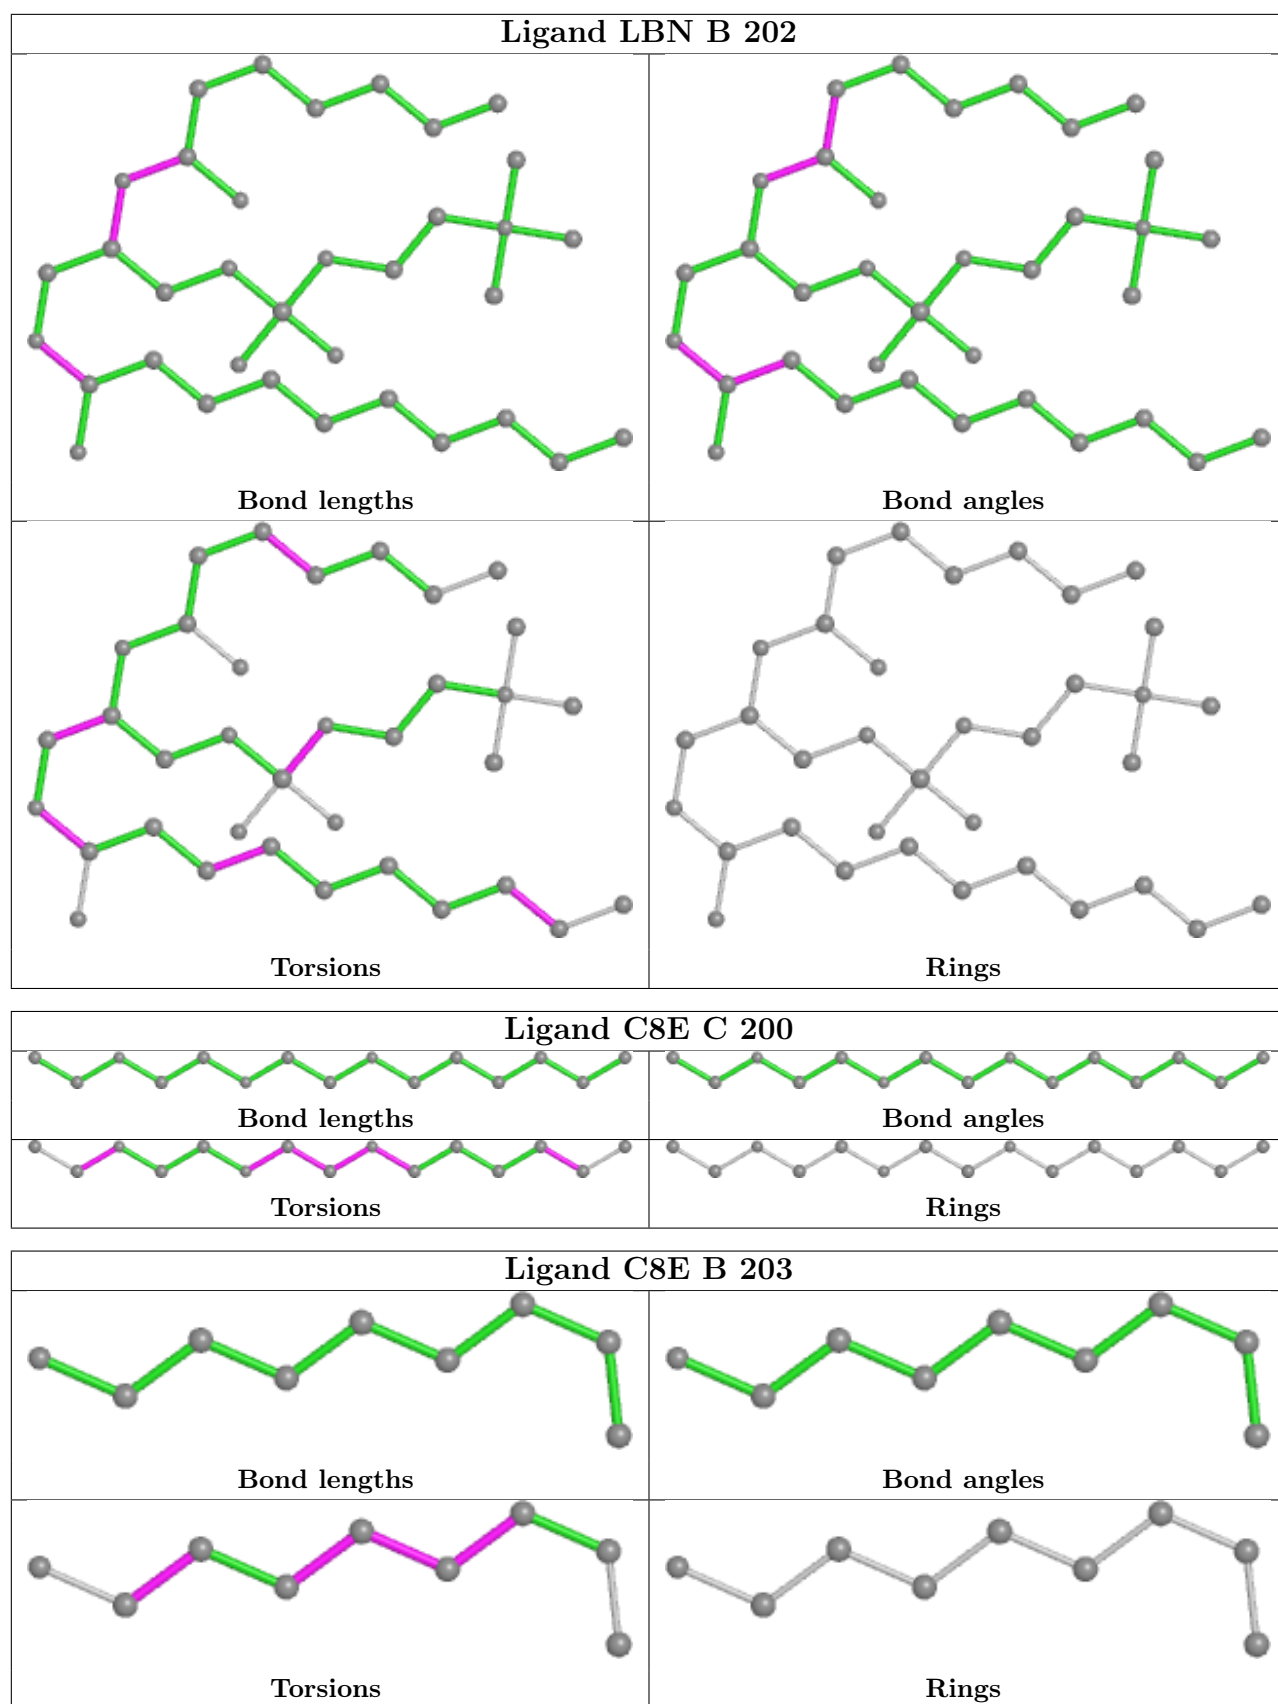 Ligand LBN B 202
Bond lengths
Bond angles
Torsions
Rings
Ligand C8E C 200
Bond lengths
Bond angles
Torsions
Rings
Ligand C8E B 203
Bond lengths
Bond angles
Torsions
Rings